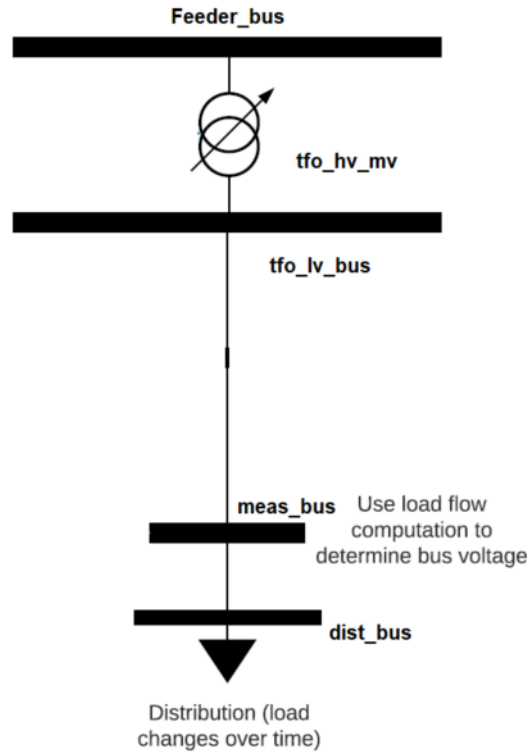 Feeder_bus
tfo_hv_mv
tfo_lv_bus
meas_bus
Use load flow
computation to
determine bus voltage
dist_bus
Distribution (load
changes over time)